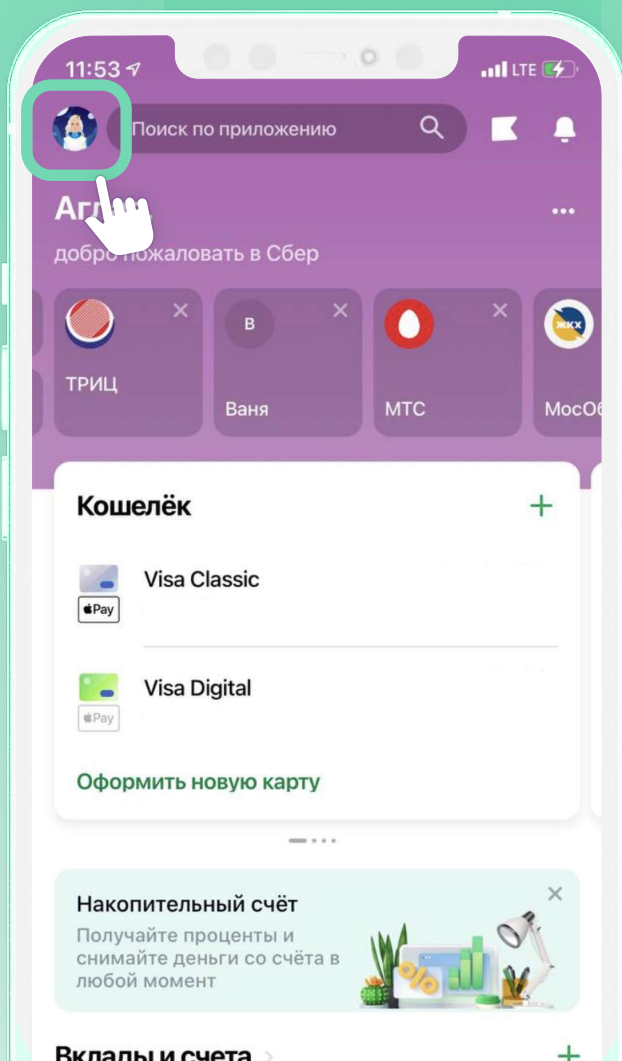 11:53
LTE
Поиск по приложению
добро пожаловать в Сбер
В
ЖКХ
ТРИЦ
Ваня
МТС
Кошелёк
+
Visa Classic
Pay
Visa Digital
Pay
Оформить новую карту
Накопительный счёт
Получайте проценты и
снимайте деньги со счёта в
любой момент
%
Вклады и счета
+